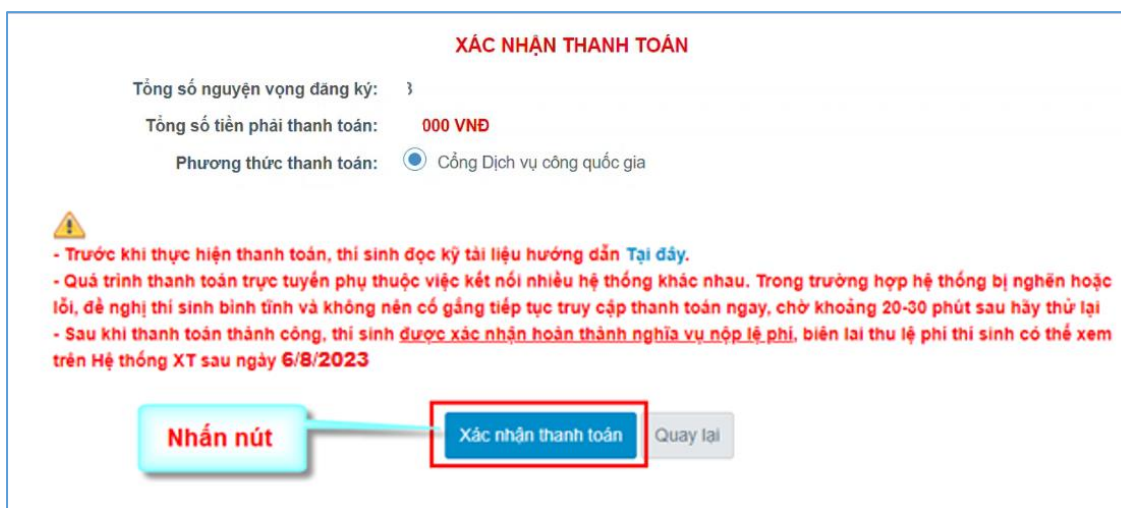 XÁC NHẬN THANH TOÁN
Tổng số nguyện vọng đăng ký:
Tổng số tiền phải thanh toán: 000 VNĐ
Phương thức thanh toán: Cổng Dịch vụ công quốc gia
- Trước khi thực hiện thanh toán, thí sinh đọc kỹ tài liệu hướng dẫn Tại đây.
- Quá trình thanh toán trực tuyến phụ thuộc việc kết nối nhiều hệ thống khác nhau. Trong trường hợp hệ thống bị nghẽn hoặc
lỗi, đề nghị thí sinh bình tĩnh và không nên cố gắng tiếp tục truy cập thanh toán ngay, chờ khoảng 20-30 phút sau hãy thử lại
- Sau khi thanh toán thành công, thí sinh được xác nhận hoàn thành nghĩa vụ nộp lệ phí, biên lai thu lệ phí thí sinh có thể xem
trên Hệ thống XT sau ngày 6/8/2023
Nhấn nút Xác nhận thanh toán Quay lại